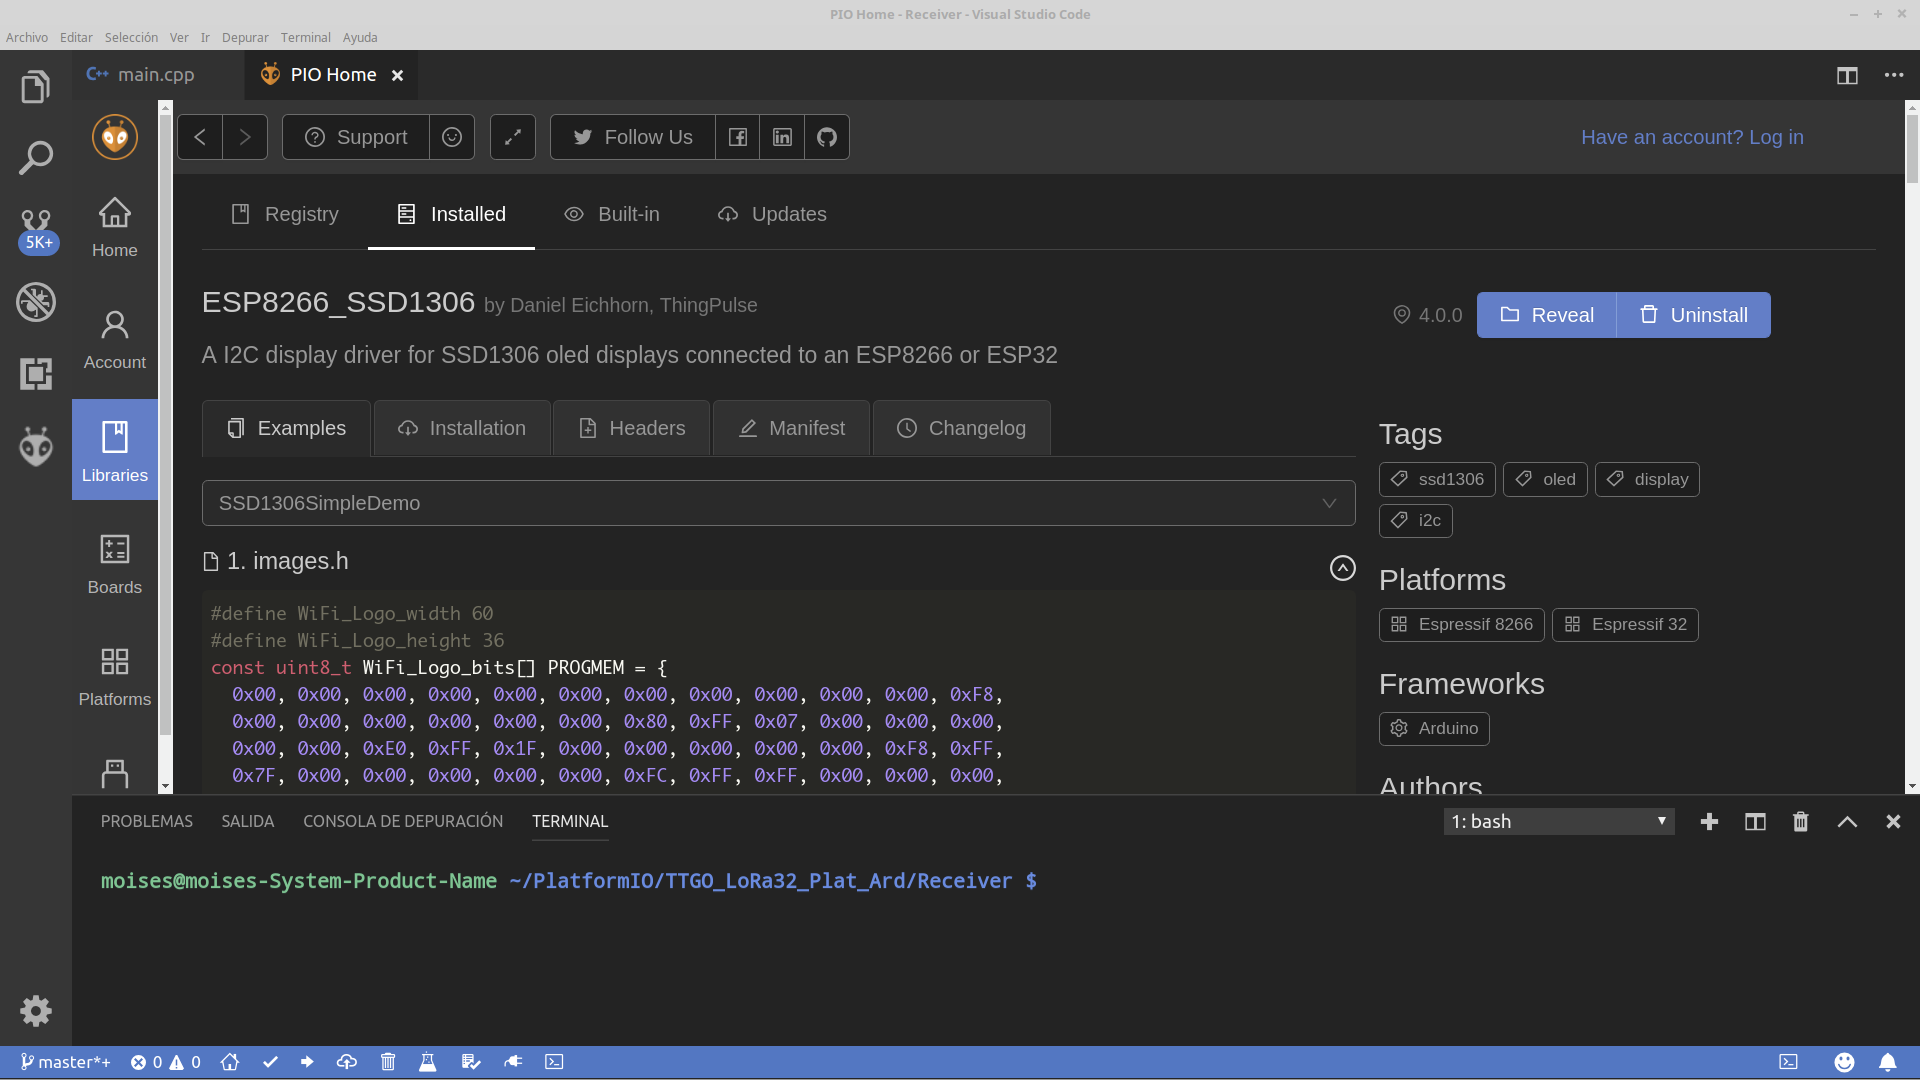 PIO Home - Receiver - Visual Studio Code
Archivo Editar Selección Ver Ir Depurar Terminal Ayuda
C++ main.cpp PIO Home
Support Follow Us Have an account? Log in
5K+
Home
Account
Libraries
Boards
Platforms
Registry Installed Built-in Updates
ESP8266_SSD1306 by Daniel Eichhorn, ThingPulse
4.0.0 Reveal Uninstall
A I2C display driver for SSD1306 oled displays connected to an ESP8266 or ESP32
Examples Installation Headers Manifest Changelog
SSD1306SimpleDemo
1. images.h
#define WiFi_Logo_width 60
#define WiFi_Logo_height 36
const uint8_t WiFi_Logo_bits[] PROGMEM = {
0x00, 0x00, 0x00, 0x00, 0x00, 0x00, 0x00, 0x00, 0x00, 0x00, 0x00, 0xF8,
0x00, 0x00, 0x00, 0x00, 0x00, 0x00, 0x80, 0xFF, 0x07, 0x00, 0x00, 0x00,
0x00, 0x00, 0xE0, 0xFF, 0x1F, 0x00, 0x00, 0x00, 0x00, 0x00, 0xF8, 0xFF,
0x7F, 0x00, 0x00, 0x00, 0x00, 0x00, 0xFC, 0xFF, 0xFF, 0x00, 0x00, 0x00,
Tags
ssd1306 oled display
i2c
Platforms
Espressif 8266 Espressif 32
Frameworks
Arduino
Authors
PROBLEMAS SALIDA CONSOLA DE DEPURACIÓN TERMINAL 1: bash
moises@moises-System-Product-Name ~/PlatformIO/TTGO_LoRa32_Plat_Ard/Receiver $
master*+ 0 0